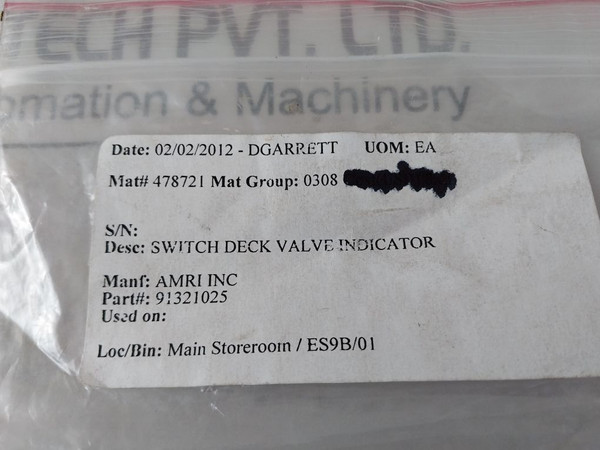 TECH PVT. LTD.
omation & Machinery
Date: 02/02/2012 - DGARRETT UOM: EA
Mat# 478721 Mat Group: 0308
S/N:
Desc: SWITCH DECK VALVE INDICATOR
Manf: AMRI INC
Part#: 91321025
Used on:
Loc/Bin: Main Storeroom / ES9B/01